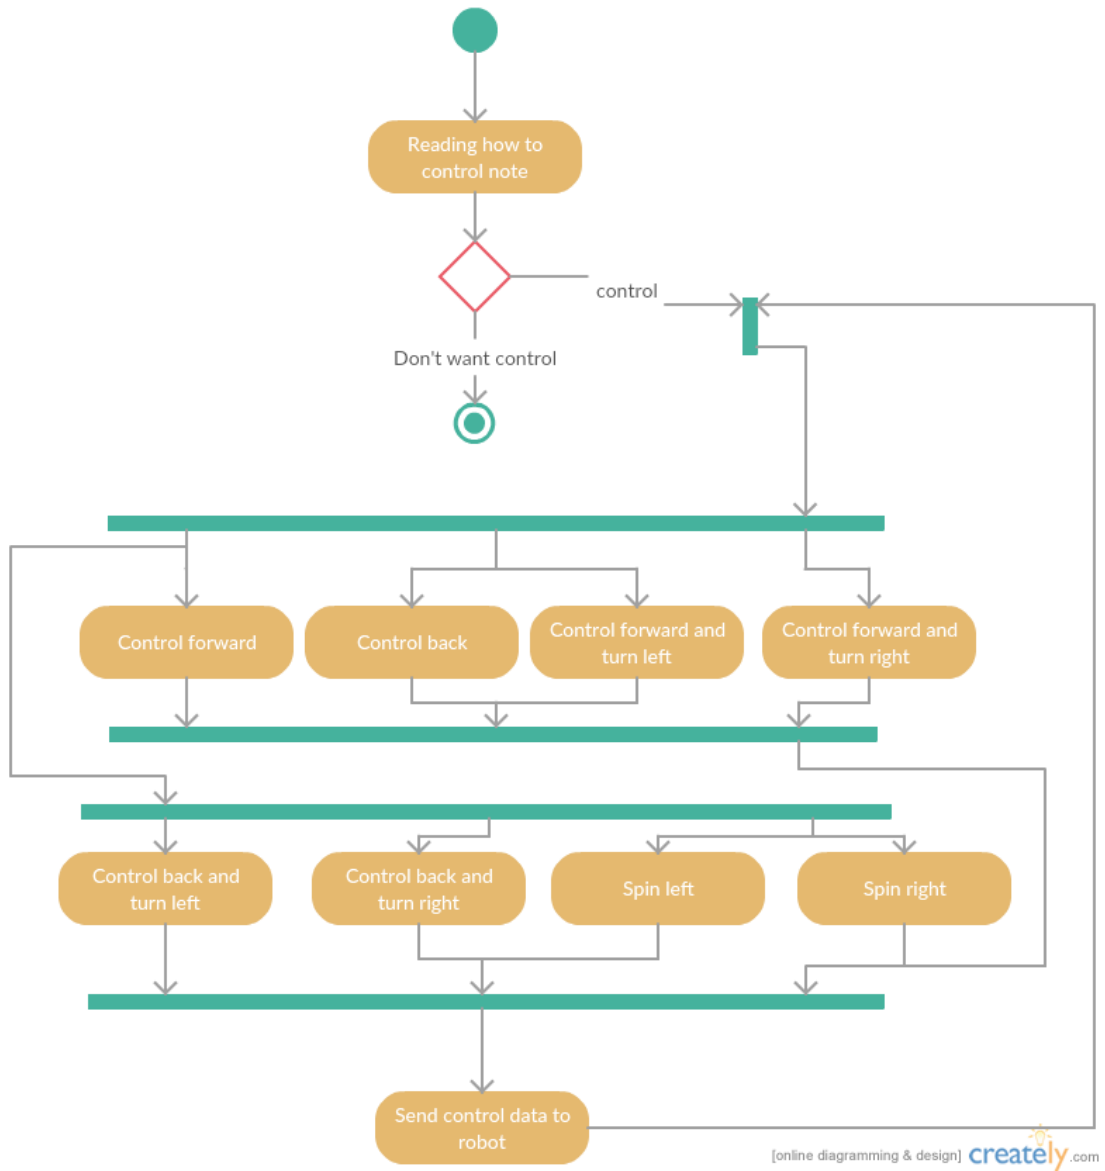 Reading how to
control note
control
Don't want control
Control forward
Control back
Control forward and
turn left
Control forward and
turn right
Control back and
turn left
Control back and
turn right
Spin left
Spin right
Send control data to
robot
[online diagramming & design] creately.com